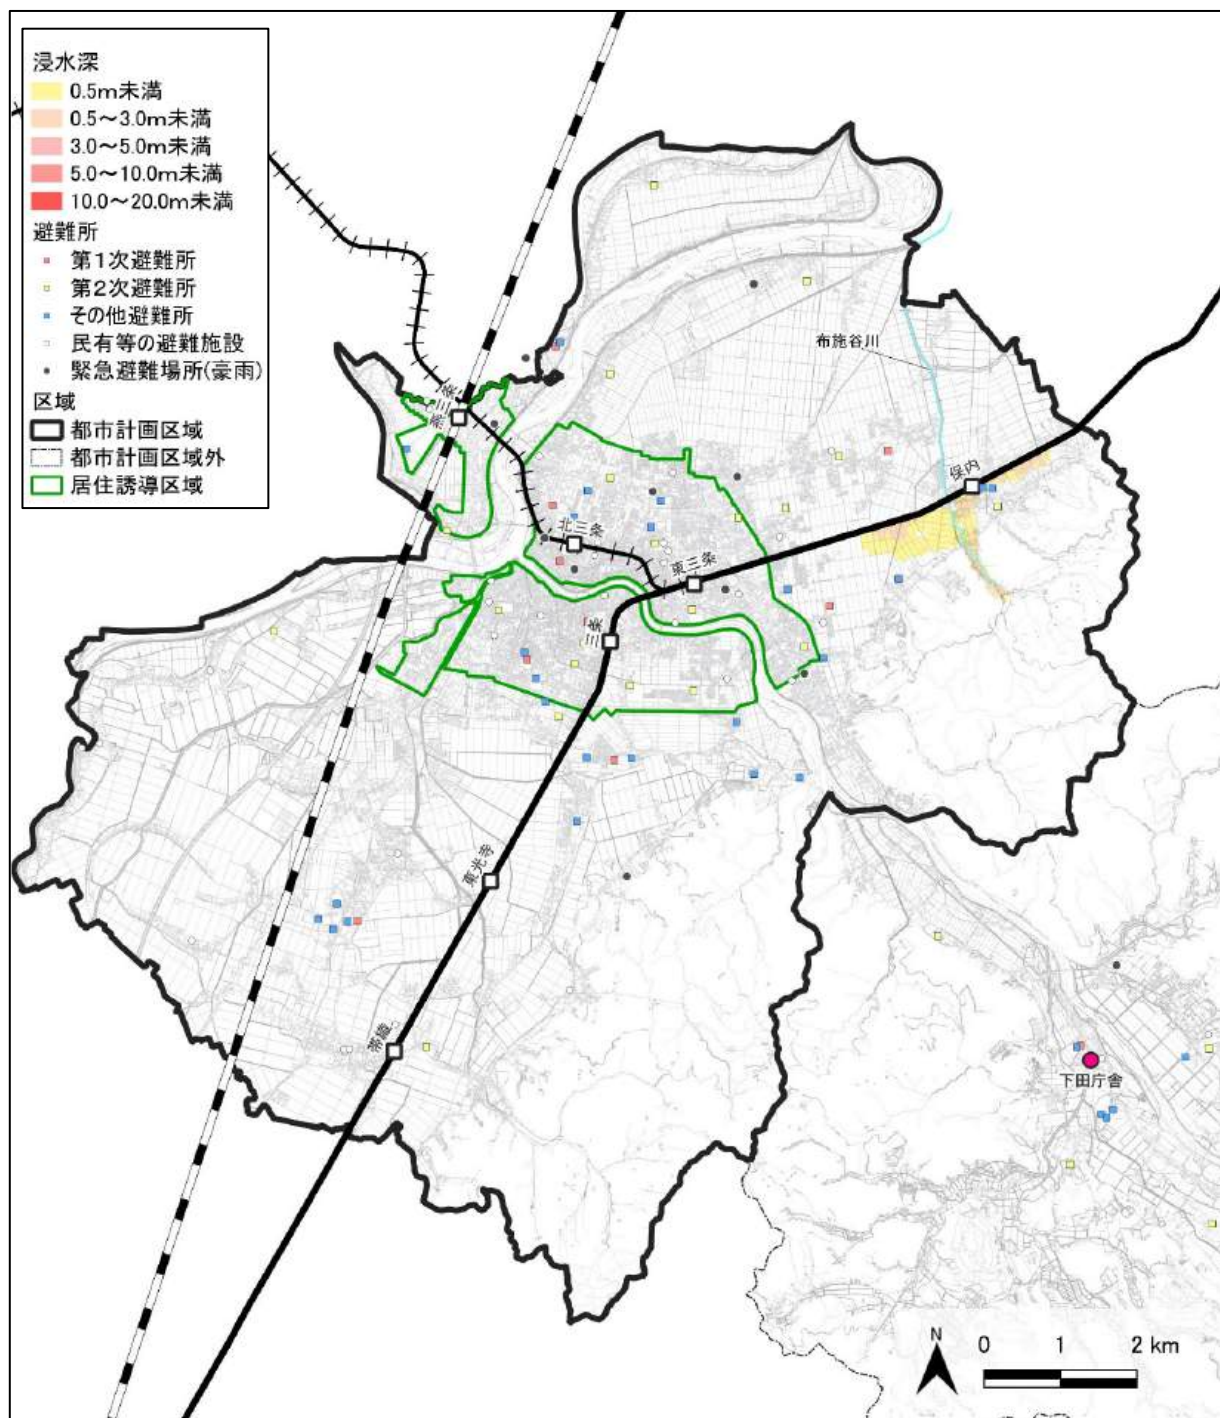 浸水深
0.5m未満
0.5～3.0m未満
3.0～5.0m未満
5.0～10.0m未満
10.0～20.0m未満
避難所
第1次避難所
第2次避難所
その他避難所
民有等の避難施設
緊急避難場所(豪雨)
区域
都市計画区域
都市計画区域外
居住誘導区域
布施谷川
燕三条
保内
北三条
東三条
三条
東光寺
帯織
下田庁舎
N
0 1 2 km